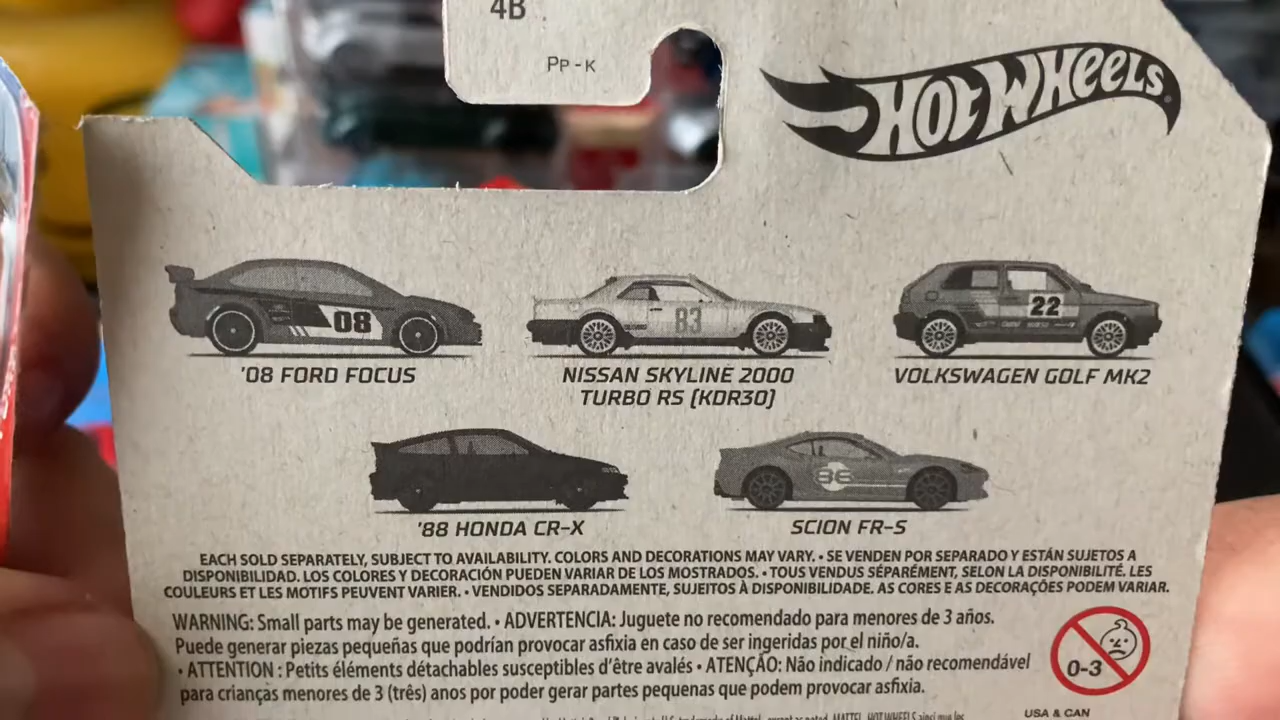 4B
PP-K
HOT WHEELS
08
83
22
'08 FORD FOCUS
NISSAN SKYLINE 2000
TURBO RS (KDR30)
VOLKSWAGEN GOLF MK2
86
'88 HONDA CR-X
SCION FR-S
EACH SOLD SEPARATELY, SUBJECT TO AVAILABILITY. COLORS AND DECORATIONS MAY VARY. • SE VENDEN POR SEPARADO Y ESTÁN SUJETOS A
DISPONIBILIDAD. LOS COLORES Y DECORACIÓN PUEDEN VARIAR DE LOS MOSTRADOS. • TOUS VENDUS SÉPARÉMENT, SELON LA DISPONIBILITÉ. LES
COULEURS ET LES MOTIFS PEUVENT VARIER. • VENDIDOS SEPARADAMENTE, SUJEITOS À DISPONIBILIDADE. AS CORES E AS DECORAÇÕES PODEM VARIAR.
WARNING: Small parts may be generated. • ADVERTENCIA: Juguete no recomendado para menores de 3 años.
Puede generar piezas pequeñas que podrían provocar asfixia en caso de ser ingeridas por el niño/a.
• ATTENTION : Petits éléments détachables susceptibles d'être avalés • ATENÇÃO: Não indicado / não recomendável
para crianças menores de 3 (três) anos por poder gerar partes pequenas que podem provocar asfixia.
0-3
USA & CAN